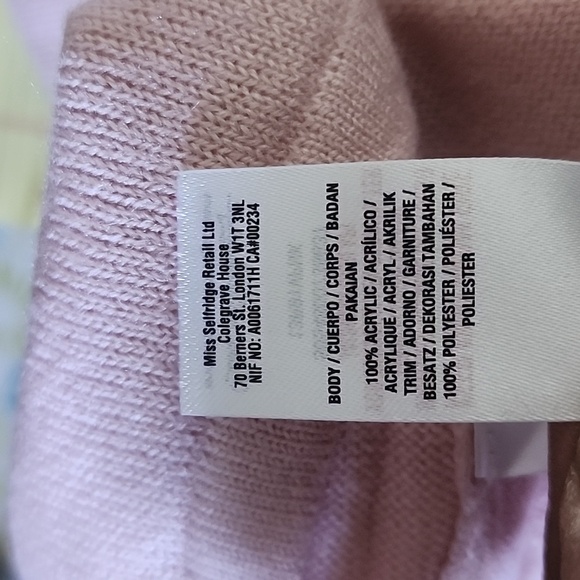 Miss Selfridge Retail Ltd
Colegrave House
70 Berners St, London W1T 3NL
NIF NO: A0061711H CA#00234
BODY / CUERPO / CORPS / BADAN
PAKAIAN
100% ACRYLIC / ACRÍLICO /
ACRYLIQUE / ACRYL / AKRILIK
TRIM / ADORNO / GARNITURE /
BESATZ / DEKORASI TAMBAHAN
100% POLYESTER / POLIÉSTER /
POLIESTER